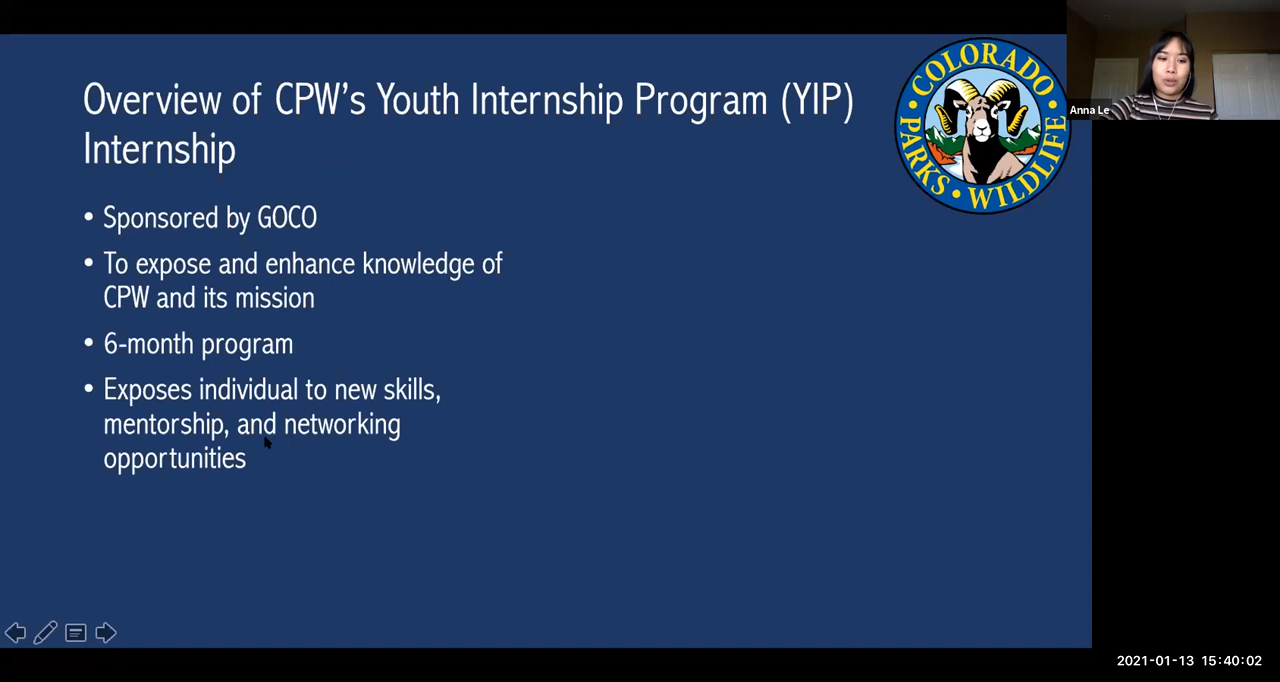 Overview of CPW's Youth Internship Program (YIP)
Internship
• Sponsored by GOCO
• To expose and enhance knowledge of
CPW and its mission
• 6-month program
• Exposes individual to new skills,
mentorship, and networking
opportunities
COLORADO
PARKS • WILDLIFE
Anna Le
2021-01-13 15:40:02